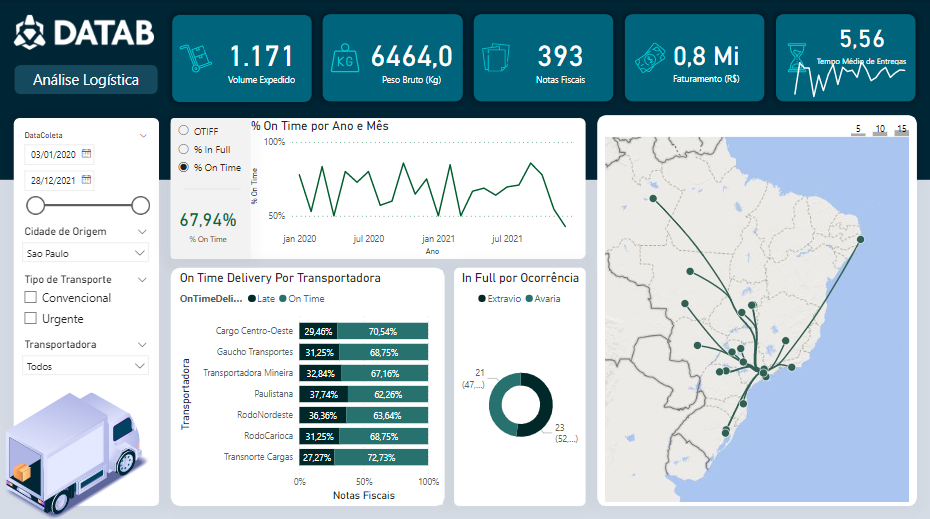 DATAB
Análise Logística
1.171
Volume Expedido
KG
6464,0
Peso Bruto (Kg)
393
Notas Fiscais
0,8 Mi
Faturamento (R$)
5,56
Tempo Médio de Entregas
DataColeta
03/01/2020
28/12/2021
Cidade de Origem
Sao Paulo
Tipo de Transporte
Convencional
Urgente
Transportadora
Todos
OTIFF
% In Full
% On Time
67,94%
% On Time
% On Time por Ano e Mês
% On Time
100%
50%
jan 2020 jul 2020 jan 2021 jul 2021
Ano
On Time Delivery Por Transportadora
OnTimeDeli... Late On Time
Transportadora
Cargo Centro-Oeste 29,46% 70,54%
Gaucho Transportes 31,25% 68,75%
Transportadora Mineira 32,84% 67,16%
Paulistana 37,74% 62,26%
RodoNordeste 36,36% 63,64%
RodoCarioca 31,25% 68,75%
Transnorte Cargas 27,27% 72,73%
0% 50% 100%
Notas Fiscais
In Full por Ocorrência
Extravio Avaria
21
(47,...)
23
(52,...)
5 10 15